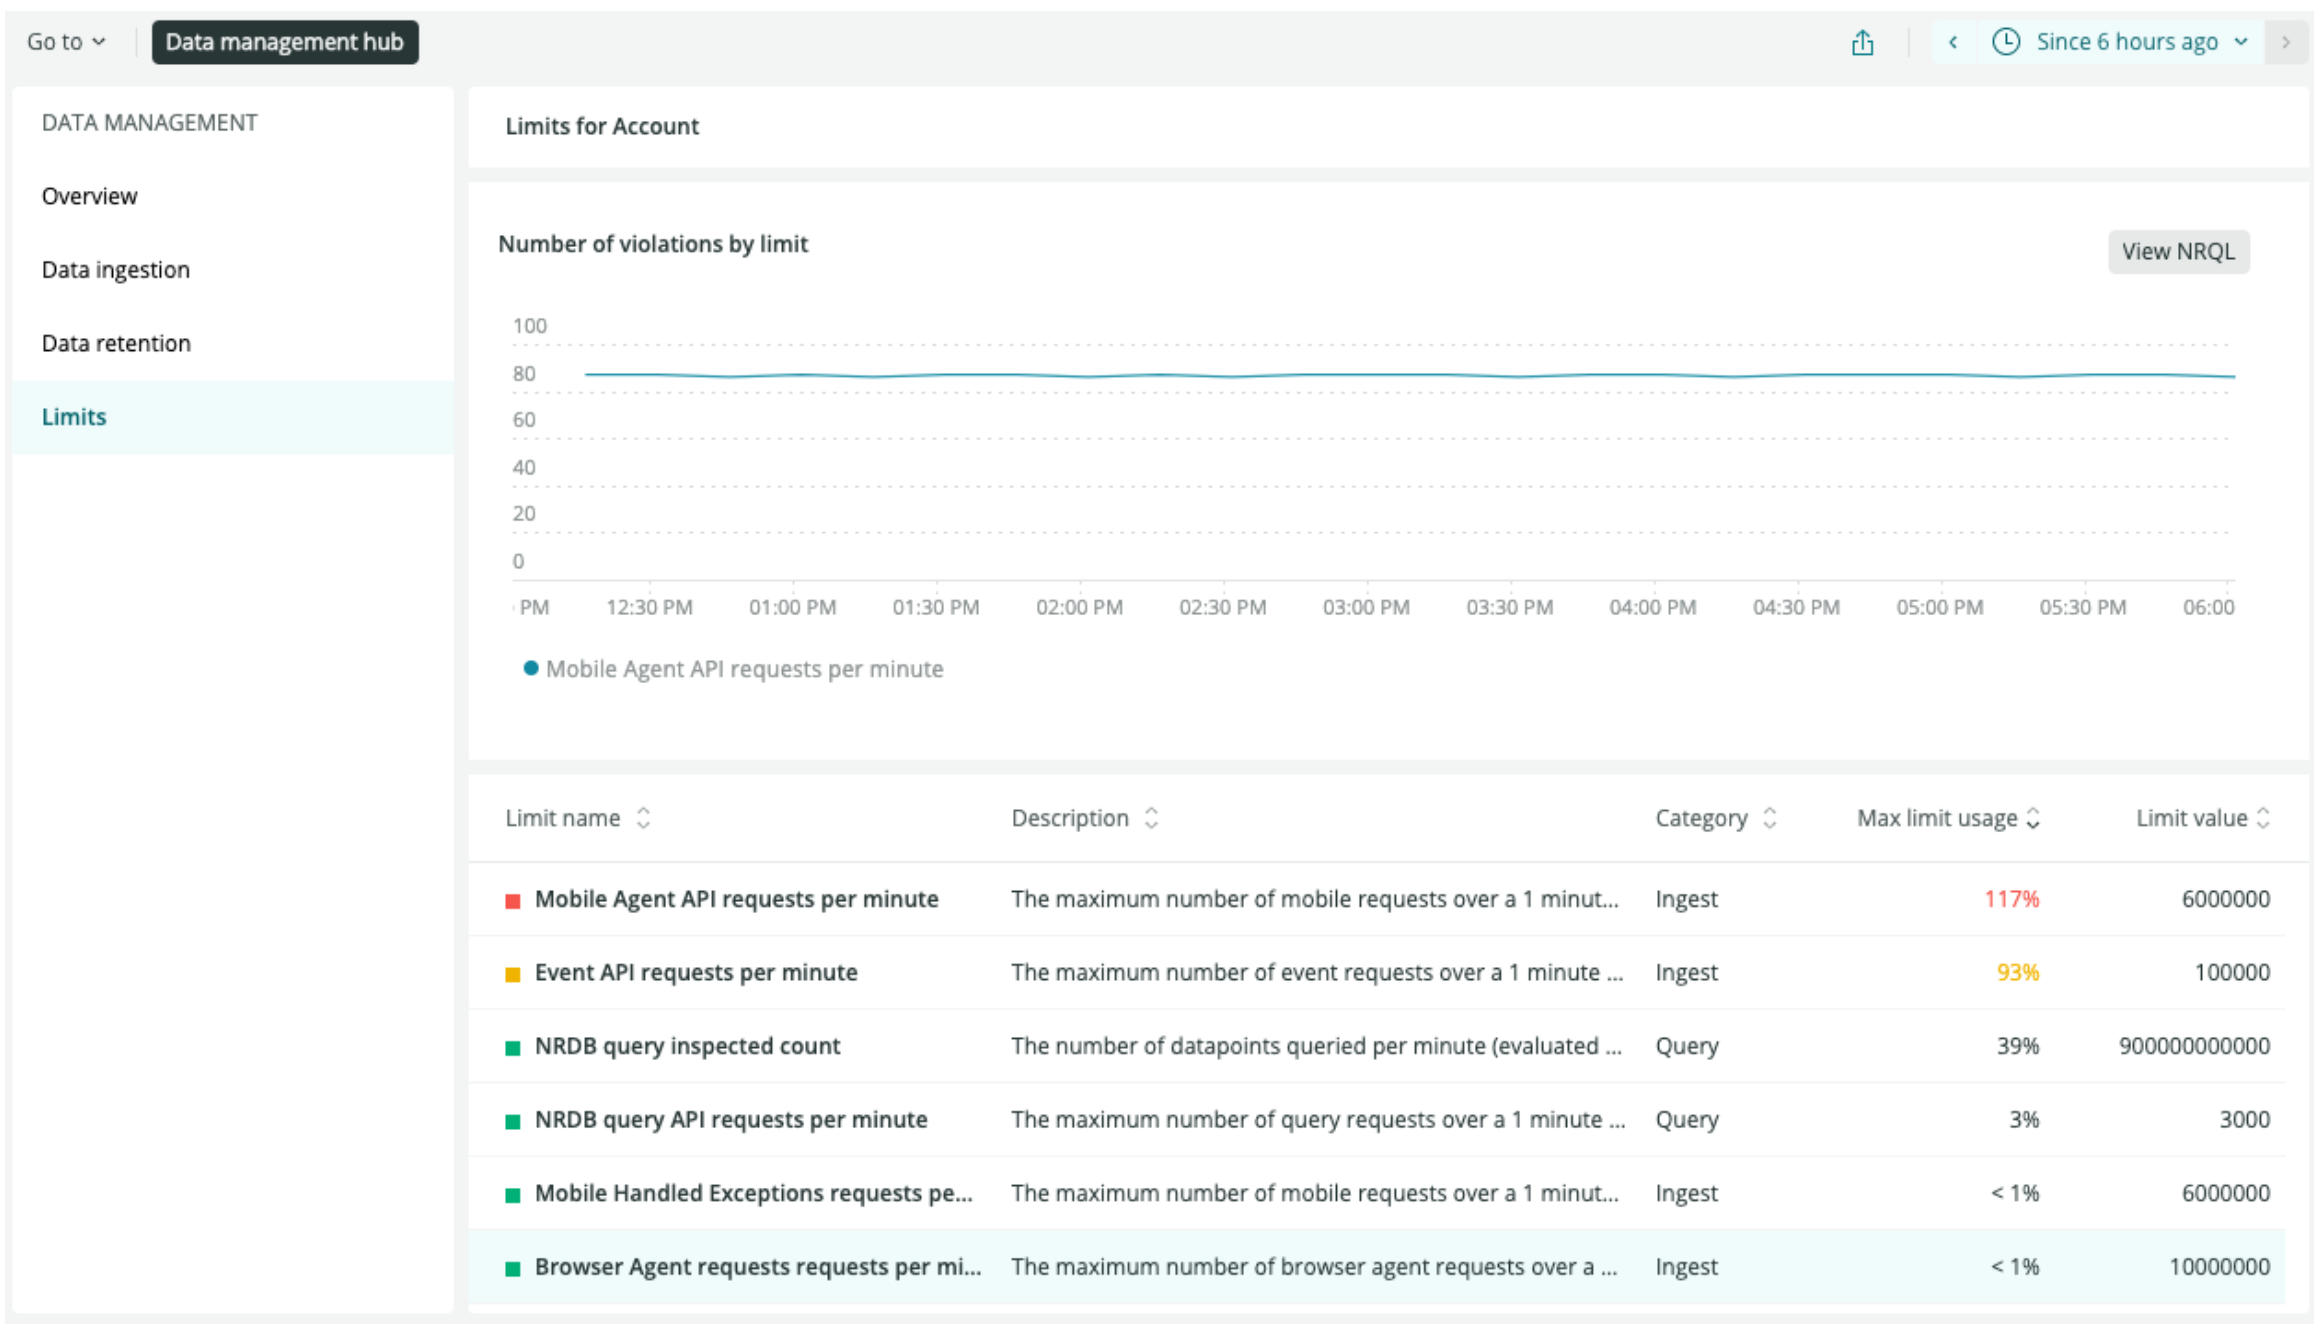 Go to
Data management hub
Since 6 hours ago
DATA MANAGEMENT
Overview
Data ingestion
Data retention
Limits
Limits for Account
Number of violations by limit
View NRQL
100
80
60
40
20
0
PM 12:30 PM 01:00 PM 01:30 PM 02:00 PM 02:30 PM 03:00 PM 03:30 PM 04:00 PM 04:30 PM 05:00 PM 05:30 PM 06:00
Mobile Agent API requests per minute
Limit name Description Category Max limit usage Limit value
Mobile Agent API requests per minute The maximum number of mobile requests over a 1 minut... Ingest 117% 6000000
Event API requests per minute The maximum number of event requests over a 1 minute ... Ingest 93% 100000
NRDB query inspected count The number of datapoints queried per minute (evaluated ... Query 39% 900000000000
NRDB query API requests per minute The maximum number of query requests over a 1 minute ... Query 3% 3000
Mobile Handled Exceptions requests pe... The maximum number of mobile requests over a 1 minut... Ingest < 1% 6000000
Browser Agent requests requests per mi... The maximum number of browser agent requests over a ... Ingest < 1% 10000000